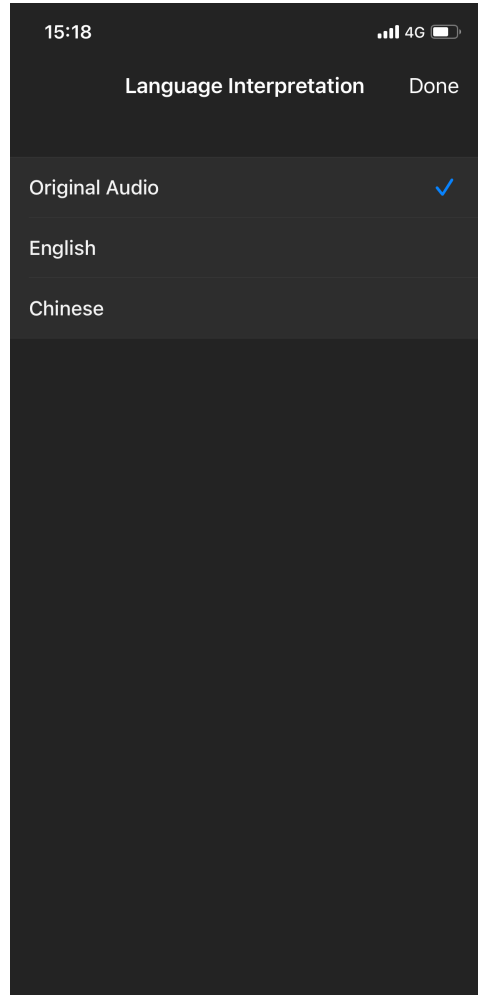 15:18 4G
Language Interpretation Done
Original Audio
English
Chinese